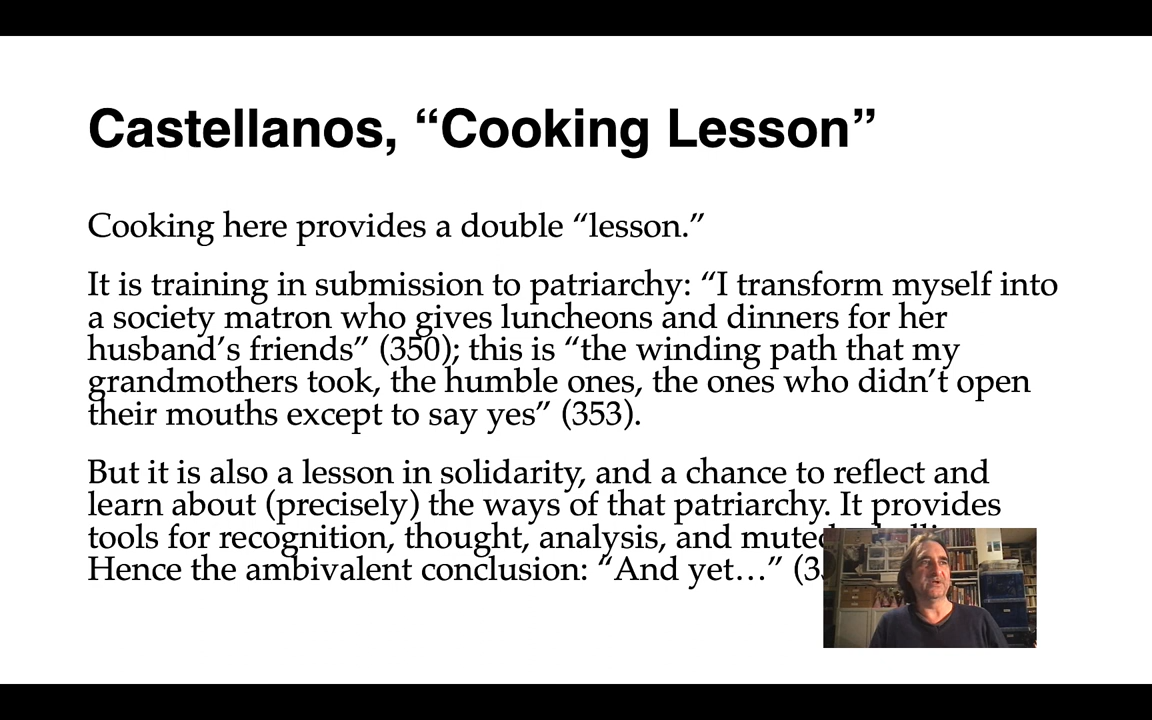 Castellanos, “Cooking Lesson”
Cooking here provides a double “lesson.”
It is training in submission to patriarchy: “I transform myself into
a society matron who gives luncheons and dinners for her
husband’s friends” (350); this is “the winding path that my
grandmothers took, the humble ones, the ones who didn’t open
their mouths except to say yes” (353).
But it is also a lesson in solidarity, and a chance to reflect and
learn about (precisely) the ways of that patriarchy. It provides
tools for recognition, thought, analysis, and muted
Hence the ambivalent conclusion: “And yet…”